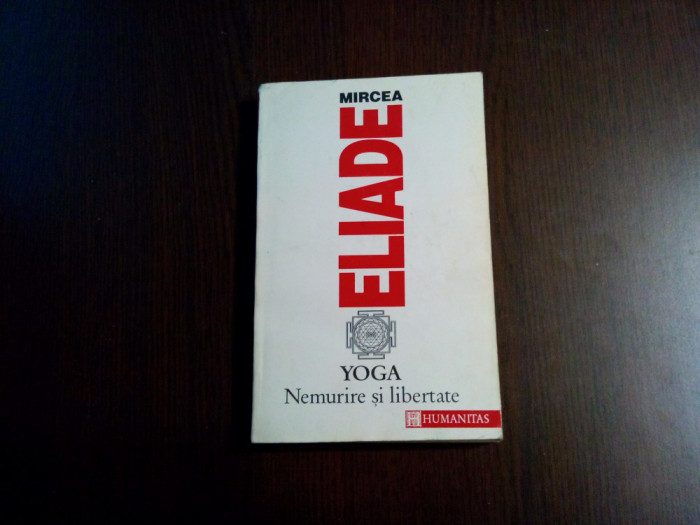 MIRCEA
ELIADE
YOGA
Nemurire și libertate
HUMANITAS